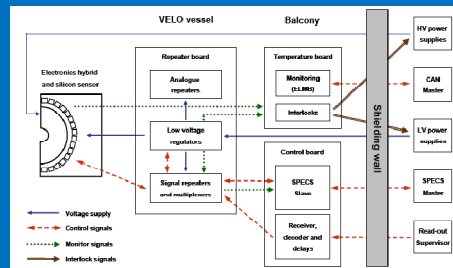 VELO vessel
Balcony
Repeater board
Temperature board
HV power
supplies
Electronics hybrid
and silicon sensor
Analogue
repeaters
Monitoring
(ELMB)
CAN
Master
Interlocks
Low voltage
regulators
LV power
supplies
Shielding wall
Control board
Signal repeaters
and multiplexers
SPECS
Slave
SPECS
Master
Voltage supply
Control signals
Monitor signals
Interlock signals
Receiver,
decoder and
delays
Read-out
Supervisor